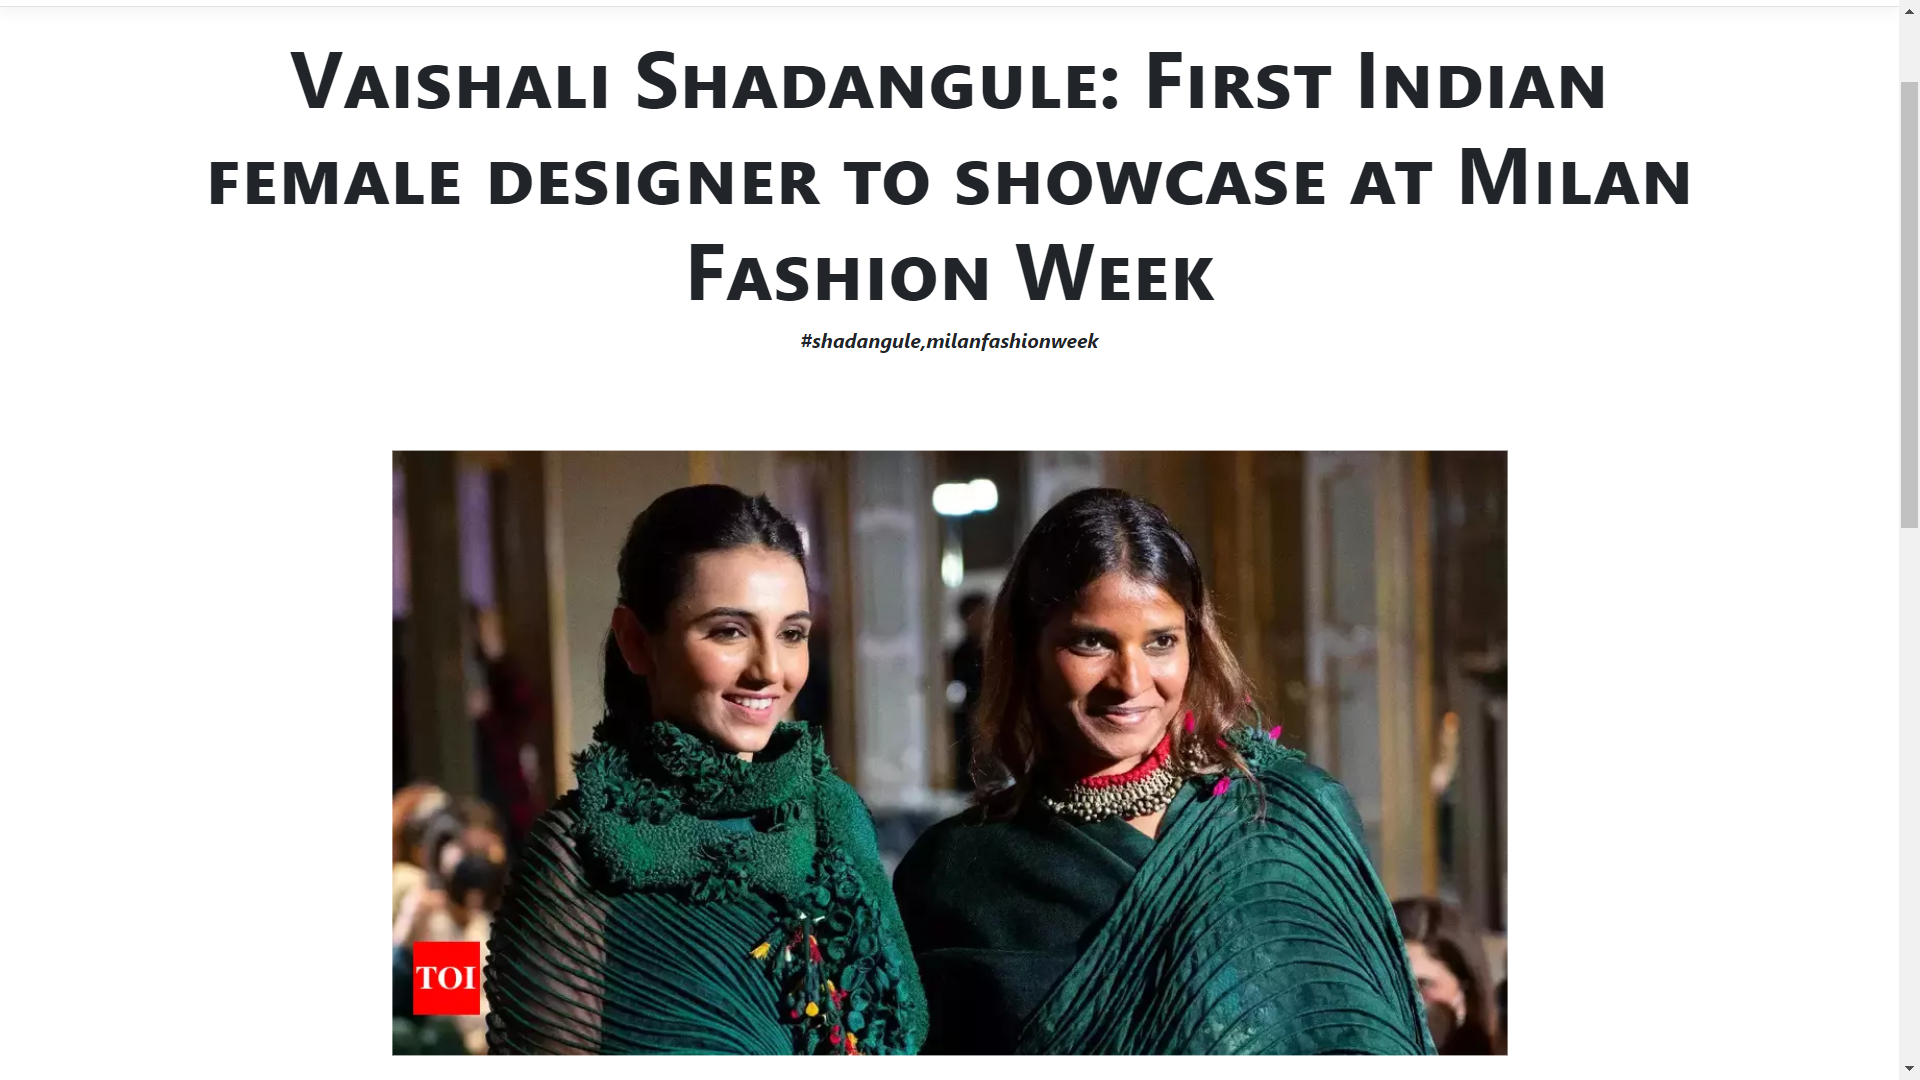 Vaishali Shadangule: First Indian
female designer to showcase at Milan
Fashion Week
#shadangule,milanfashionweek
TOI